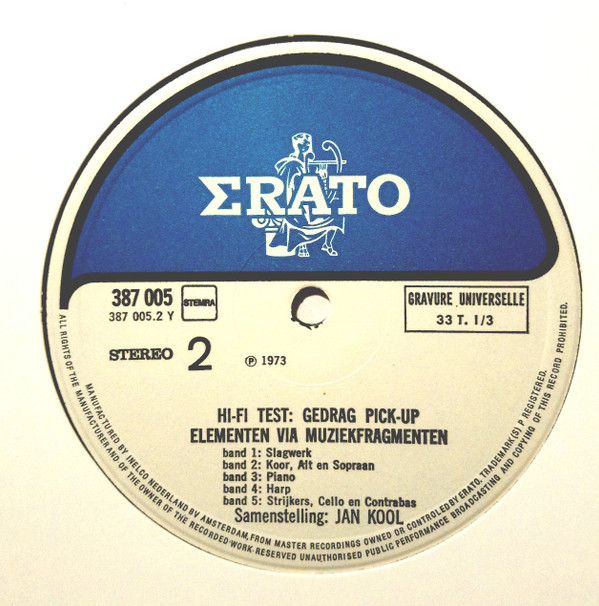 ΣRATO
387 005
STEMRA
387 005.2 Y
GRAVURE UNIVERSELLE
33 T. 1/3
STEREO 2
℗ 1973
HI-FI TEST: GEDRAG PICK-UP
ELEMENTEN VIA MUZIEKFRAGMENTEN
band 1: Slagwerk
band 2: Koor, Alt en Sopraan
band 3: Piano
band 4: Harp
band 5: Strijkers, Cello en Contrabas
Samenstelling: JAN KOOL
ALL RIGHTS OF THE MANUFACTURER AND OF THE OWNER OF THE RECORDED WORK RESERVED UNAUTHORISED PUBLIC PERFORMANCE BROADCASTING AND COPYING OF THIS RECORD PROHIBITED.
MANUFACTURED BY INELCO NEDERLAND BV AMSTERDAM, FROM MASTER RECORDINGS OWNED OR CONTROLED BY ERATO. TRADEMARK(S) P REGISTERED.